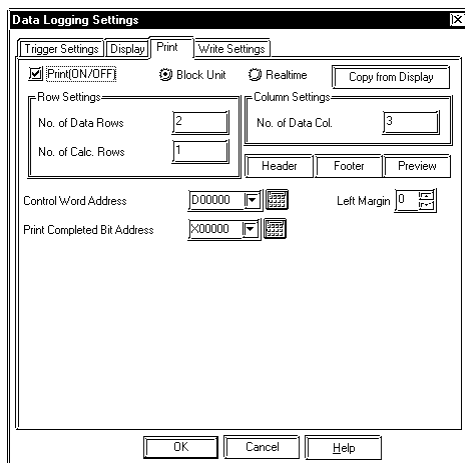 Data Logging Settings
Trigger Settings Display Print Write Settings
Print(ON/OFF) Block Unit Realtime Copy from Display
Row Settings Column Settings
No. of Data Rows 2 No. of Data Col. 3
No. of Calc. Rows 1
Header Footer Preview
Control Word Address D00000 Left Margin 0
Print Completed Bit Address X00000
OK Cancel Help